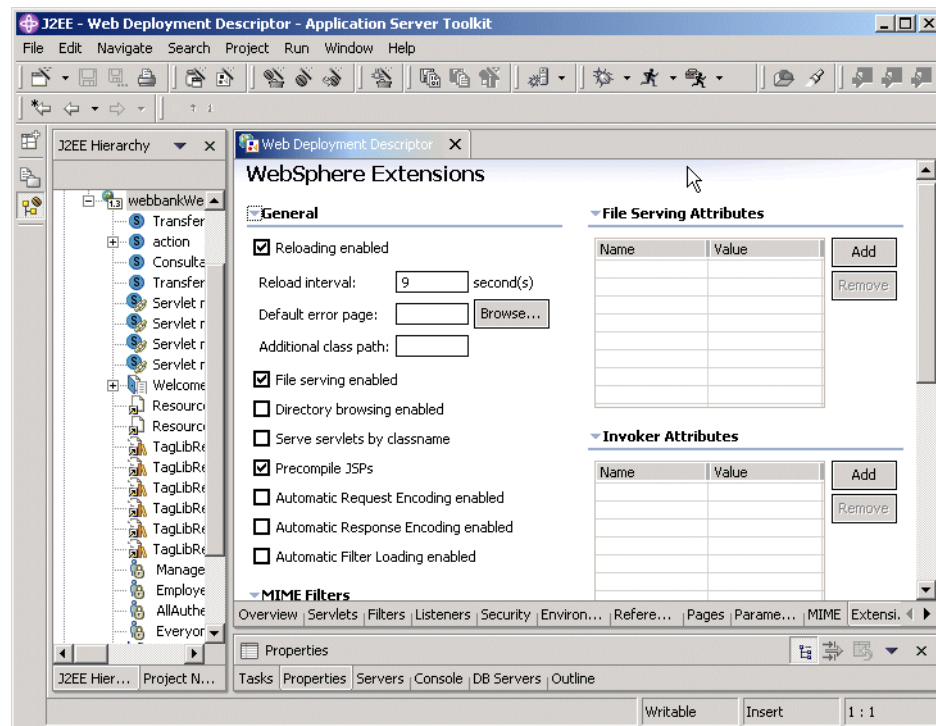 J2EE - Web Deployment Descriptor - Application Server Toolkit
File Edit Navigate Search Project Run Window Help
J2EE Hierarchy
webbankWe
Transfer
action
Consulta
Transfer
Servlet r
Servlet r
Servlet r
Servlet r
Welcome
Resourc
Resourc
TagLibRe
TagLibRe
TagLibRe
TagLibRe
TagLibRe
TagLibRe
Manage
Employe
AllAuthe
Everyor
J2EE Hier... Project N...
Web Deployment Descriptor
WebSphere Extensions
General
Reloading enabled
Reload interval: 9 second(s)
Default error page: Browse...
Additional class path:
File serving enabled
Directory browsing enabled
Serve servlets by classname
Precompile JSPs
Automatic Request Encoding enabled
Automatic Response Encoding enabled
Automatic Filter Loading enabled
MIME Filters
File Serving Attributes
Name Value Add
Remove
Invoker Attributes
Name Value Add
Remove
Overview Servlets Filters Listeners Security Environ... Refere... Pages Parame... MIME Extensi.
Properties
Tasks Properties Servers Console DB Servers Outline
Writable Insert 1 : 1